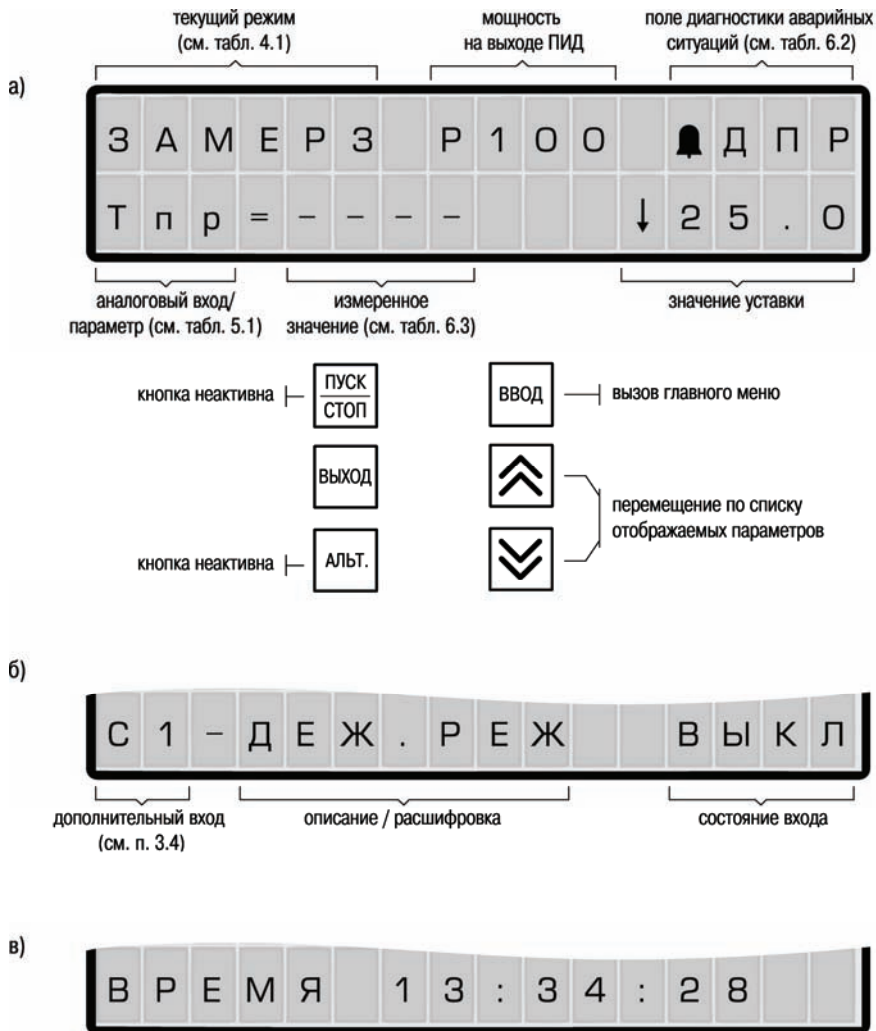 текущий режим
(см. табл. 4.1)
мощность
на выходе ПИД
поле диагностики аварийных
ситуаций (см. табл. 6.2)
а)
ЗАМЕРЗ Р100 ДПР
Тпр=---- ↓25.0
аналоговый вход/
параметр (см. табл. 5.1)
измеренное
значение (см. табл. 6.3)
значение уставки
кнопка неактивна
ПУСК
СТОП
ВВОД
вызов главного меню
ВЫХОД
перемещение по списку
отображаемых параметров
кнопка неактивна
АЛЬТ.
б)
С1-ДЕЖ.РЕЖ ВЫКЛ
дополнительный вход
(см. п. 3.4)
описание / расшифровка
состояние входа
в)
ВРЕМЯ 13:34:28